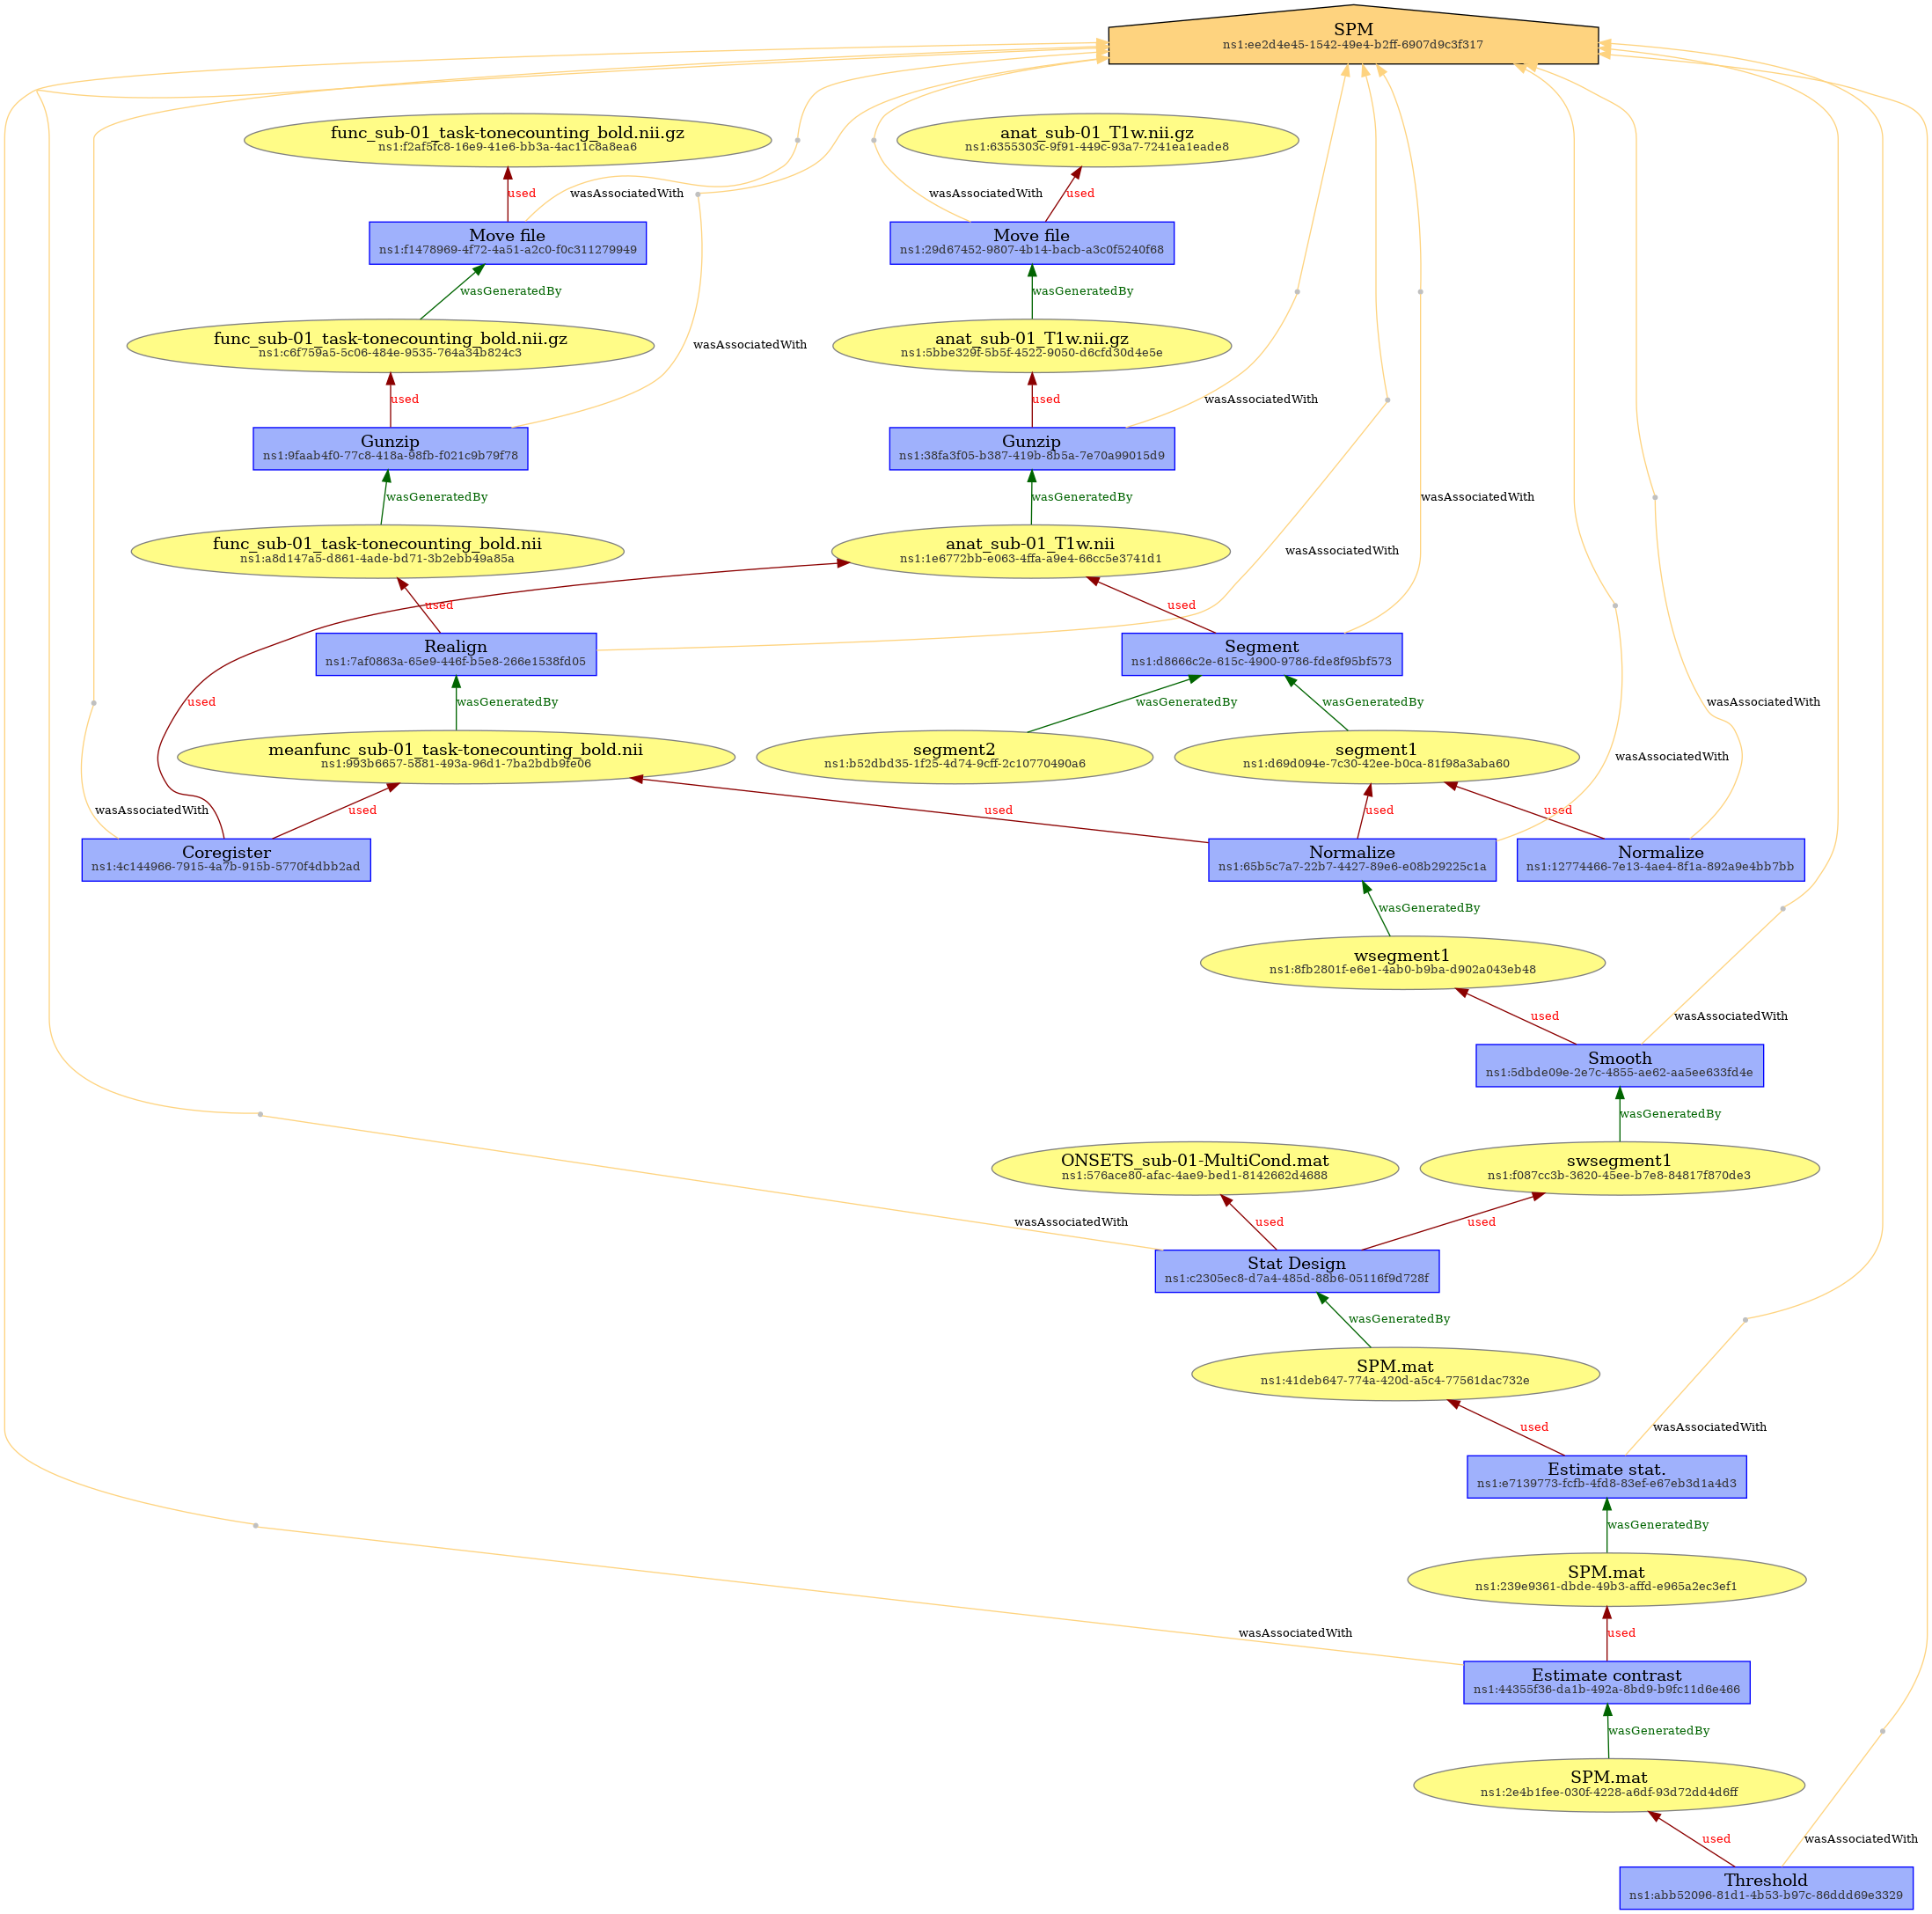 SPM
ns1:ee2d4e45-1542-49e4-b2ff-6907d9c3f317
func_sub-01_task-tonecounting_bold.nii.gz
ns1:f2af5fc8-16e9-41e6-bb3a-4ac11c8a8ea6
anat_sub-01_T1w.nii.gz
ns1:6355303c-9f91-449c-93a7-7241ea1eade8
used
wasAssociatedWith
wasAssociatedWith
used
Move file
ns1:f1478969-4f72-4a51-a2c0-f0c311279949
Move file
ns1:29d67452-9807-4b14-bacb-a3c0f5240f68
wasGeneratedBy
wasGeneratedBy
func_sub-01_task-tonecounting_bold.nii.gz
ns1:c6f759a5-5c06-484e-9535-764a34b824c3
wasAssociatedWith
anat_sub-01_T1w.nii.gz
ns1:5bbe329f-5b5f-4522-9050-d6cfd30d4e5e
used
used
wasAssociatedWith
Gunzip
ns1:9faab4f0-77c8-418a-98fb-f021c9b79f78
Gunzip
ns1:38fa3f05-b387-419b-8b5a-7e70a99015d9
wasGeneratedBy
wasGeneratedBy
wasAssociatedWith
func_sub-01_task-tonecounting_bold.nii
ns1:a8d147a5-d861-4ade-bd71-3b2ebb49a85a
anat_sub-01_T1w.nii
ns1:1e6772bb-e063-4ffa-a9e4-66cc5e3741d1
wasAssociatedWith
used
used
Realign
ns1:7af0863a-65e9-446f-b5e8-266e1538fd05
Segment
ns1:d8666c2e-615c-4900-9786-fde8f95bf573
used
wasGeneratedBy
wasGeneratedBy
wasGeneratedBy
wasAssociatedWith
meanfunc_sub-01_task-tonecounting_bold.nii
ns1:993b6657-5881-493a-96d1-7ba2bdb9fe06
segment2
ns1:b52dbd35-1f25-4d74-9cff-2c10770490a6
segment1
ns1:d69d094e-7c30-42ee-b0ca-81f98a3aba60
wasAssociatedWith
wasAssociatedWith
used
used
used
used
Coregister
ns1:4c144966-7915-4a7b-915b-5770f4dbb2ad
Normalize
ns1:65b5c7a7-22b7-4427-89e6-e08b29225c1a
Normalize
ns1:12774466-7e13-4ae4-8f1a-892a9e4bb7bb
wasGeneratedBy
wsegment1
ns1:8fb2801f-e6e1-4ab0-b9ba-d902a043eb48
used
wasAssociatedWith
Smooth
ns1:5dbde09e-2e7c-4855-ae62-aa5ee633fd4e
wasGeneratedBy
ONSETS_sub-01-MultiCond.mat
ns1:576ace80-afac-4ae9-bed1-8142662d4688
swsegment1
ns1:f087cc3b-3620-45ee-b7e8-84817f870de3
wasAssociatedWith
used
used
Stat Design
ns1:c2305ec8-d7a4-485d-88b6-05116f9d728f
wasGeneratedBy
SPM.mat
ns1:41deb647-774a-420d-a5c4-77561dac732e
used
wasAssociatedWith
Estimate stat.
ns1:e7139773-fcfb-4fd8-83ef-e67eb3d1a4d3
wasGeneratedBy
SPM.mat
ns1:239e9361-dbde-49b3-affd-e965a2ec3ef1
wasAssociatedWith
used
Estimate contrast
ns1:44355f36-da1b-492a-8bd9-b9fc11d6e466
wasGeneratedBy
SPM.mat
ns1:2e4b1fee-030f-4228-a6df-93d72dd4d6ff
used
wasAssociatedWith
Threshold
ns1:abb52096-81d1-4b53-b97c-86ddd69e3329